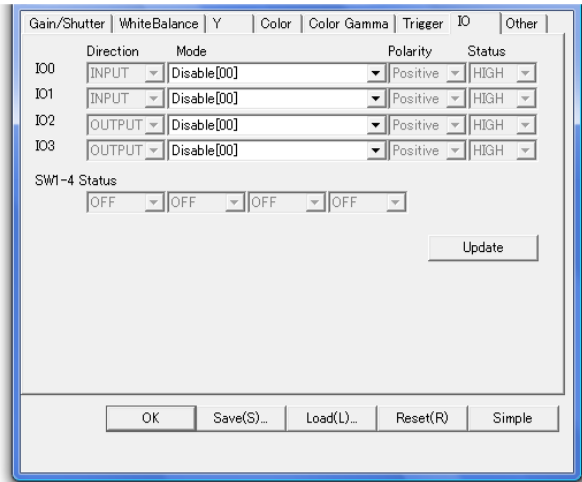 Gain/Shutter WhiteBalance Y Color Color Gamma Trigger IO Other
Direction Mode Polarity Status
IO0 INPUT Disable[00] Positive HIGH
IO1 INPUT Disable[00] Positive HIGH
IO2 OUTPUT Disable[00] Positive HIGH
IO3 OUTPUT Disable[00] Positive HIGH
SW1-4 Status
OFF OFF OFF OFF
Update
OK Save(S)... Load(L)... Reset(R) Simple